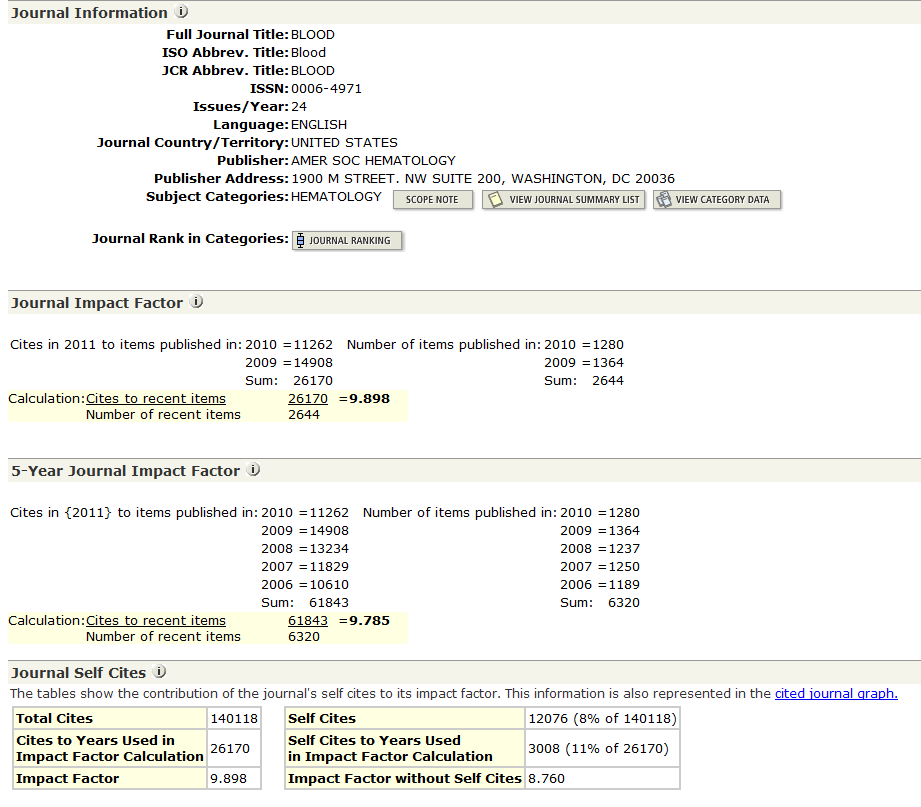 Journal Information
Full Journal Title: BLOOD
ISO Abbrev. Title: Blood
JCR Abbrev. Title: BLOOD
ISSN: 0006-4971
Issues/Year: 24
Language: ENGLISH
Journal Country/Territory: UNITED STATES
Publisher: AMER SOC HEMATOLOGY
Publisher Address: 1900 M STREET. NW SUITE 200, WASHINGTON, DC 20036
Subject Categories: HEMATOLOGY SCOPE NOTE VIEW JOURNAL SUMMARY LIST VIEW CATEGORY DATA
Journal Rank in Categories: JOURNAL RANKING
Journal Impact Factor
Cites in 2011 to items published in: 2010 =11262 Number of items published in: 2010 =1280
2009 =14908 2009 =1364
Sum: 26170 Sum: 2644
Calculation: Cites to recent items 26170 =9.898
Number of recent items 2644
5-Year Journal Impact Factor
Cites in {2011} to items published in: 2010 =11262 Number of items published in: 2010 =1280
2009 =14908 2009 =1364
2008 =13234 2008 =1237
2007 =11829 2007 =1250
2006 =10610 2006 =1189
Sum: 61843 Sum: 6320
Calculation: Cites to recent items 61843 =9.785
Number of recent items 6320
Journal Self Cites
The tables show the contribution of the journal's self cites to its impact factor. This information is also represented in the cited journal graph.
Total Cites 140118 Self Cites 12076 (8% of 140118)
Cites to Years Used in Self Cites to Years Used
Impact Factor Calculation 26170 in Impact Factor Calculation 3008 (11% of 26170)
Impact Factor 9.898 Impact Factor without Self Cites 8.760